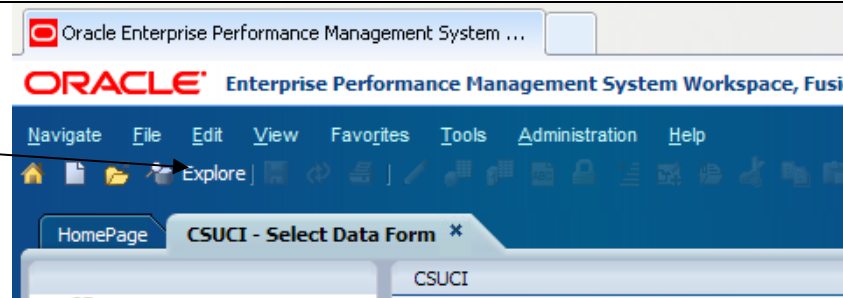 Oracle Enterprise Performance Management System ...
ORACLE Enterprise Performance Management System Workspace, Fusi
Navigate File Edit View Favorites Tools Administration Help
Explore
HomePage CSUCI - Select Data Form ×
CSUCI